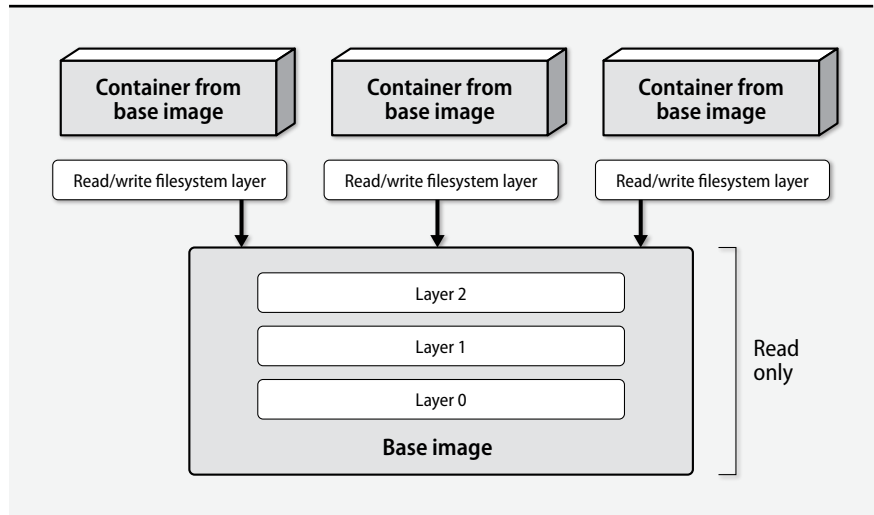 Container from
base image
Container from
base image
Container from
base image
Read/write filesystem layer
Read/write filesystem layer
Read/write filesystem layer
Layer 2
Layer 1
Layer 0
Base image
Read
only